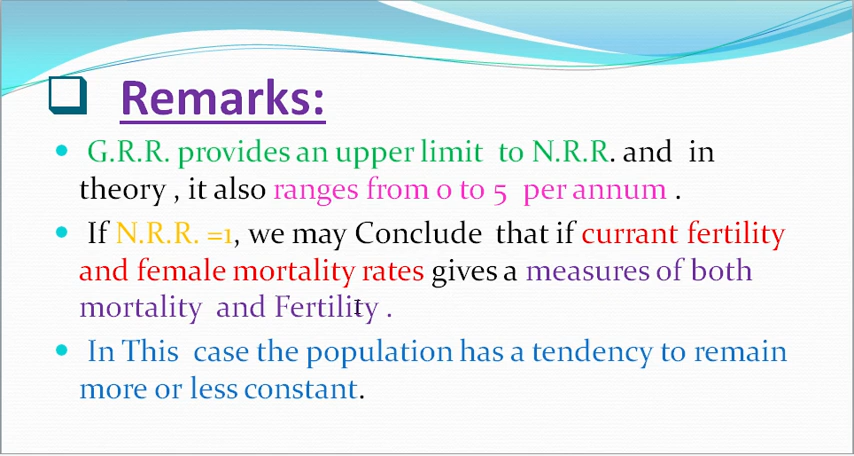 Remarks:
G.R.R. provides an upper limit to N.R.R. and in
theory , it also ranges from 0 to 5 per annum .
If N.R.R. =1, we may Conclude that if currant fertility
and female mortality rates gives a measures of both
mortality and Fertility .
In This case the population has a tendency to remain
more or less constant.